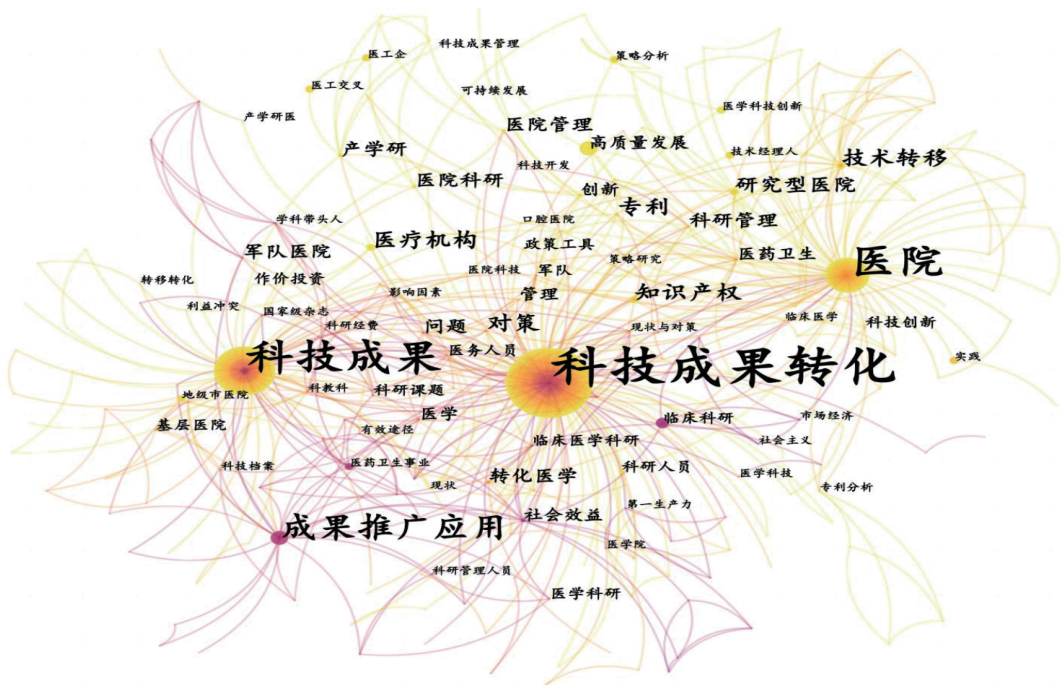 医工企
科技成果管理
策略分析
医工交叉
可持续发展
医学科技创新
产学研医
医院管理
高质量发展
产学研
技术经理人
技术转移
科技开发
医院科研
创新
研究型医院
专利
学科带头人
口腔医院
科研管理
医疗机构
军队医院
政策工具
医药卫生
策略研究
医院
转移转化
作价投资
医院科技
军队
影响因素
管理
知识产权
利益冲突
国家级杂志
科研经费
问题
对策
现状与对策
临床医学
科技创新
科技成果
医务人员
科技成果转化
实践
地级市医院
科教科
科研课题
医学
临床科研
市场经济
基层医院
有效途径
临床医学科研
社会主义
科技档案
医药卫生事业
现状
转化医学
科研人员
医学科技
专利分析
第一生产力
成果推广应用
社会效益
医学院
科研管理人员
医学科研